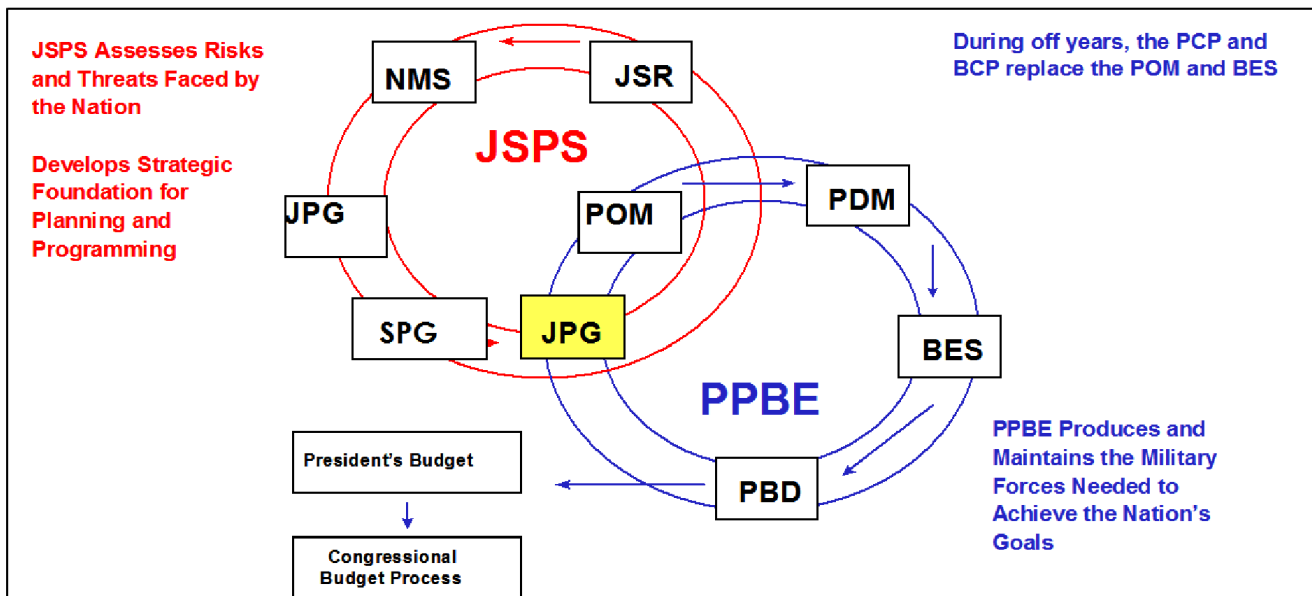 JSPS Assesses Risks
and Threats Faced by
the Nation
Develops Strategic
Foundation for
Planning and
Programming
During off years, the PCP and
BCP replace the POM and BES
NMS
JSR
JSPS
JPG
POM
PDM
SPG
JPG
BES
PPBE
PBD
President's Budget
Congressional
Budget Process
PPBE Produces and
Maintains the Military
Forces Needed to
Achieve the Nation's
Goals